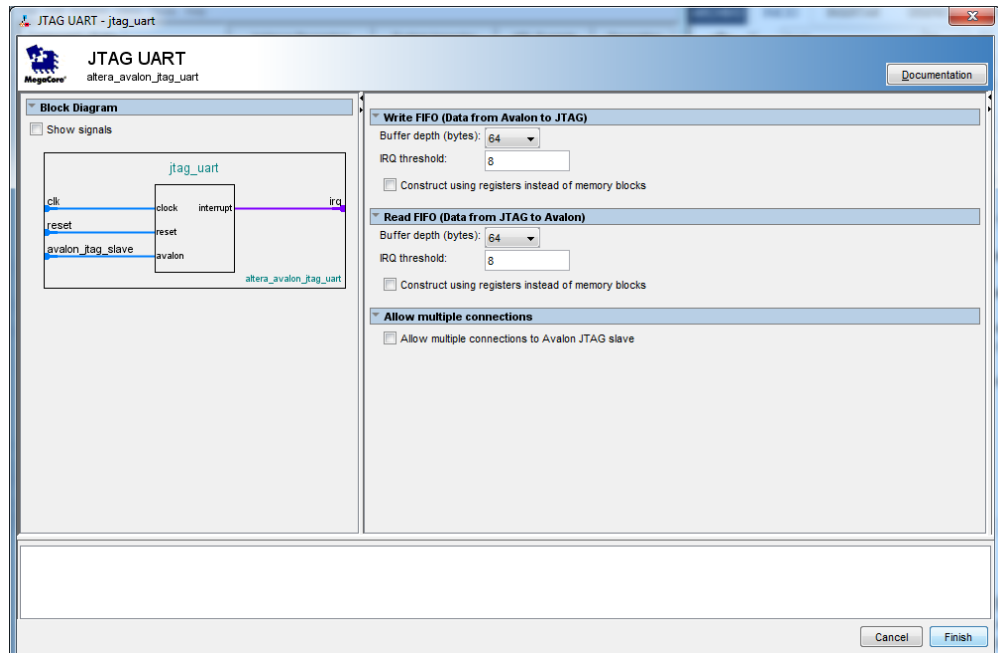 JTAG UART - jtag_uart
JTAG UART
altera_avalon_jtag_uart
MegaCore'
Documentation
Block Diagram
Show signals
jtag_uart
clk
clock
interrupt
irq
reset
reset
avalon_jtag_slave
avalon
altera_avalon_jtag_uart
Write FIFO (Data from Avalon to JTAG)
Buffer depth (bytes): 64
IRQ threshold: 8
Construct using registers instead of memory blocks
Read FIFO (Data from JTAG to Avalon)
Buffer depth (bytes): 64
IRQ threshold: 8
Construct using registers instead of memory blocks
Allow multiple connections
Allow multiple connections to Avalon JTAG slave
Cancel
Finish